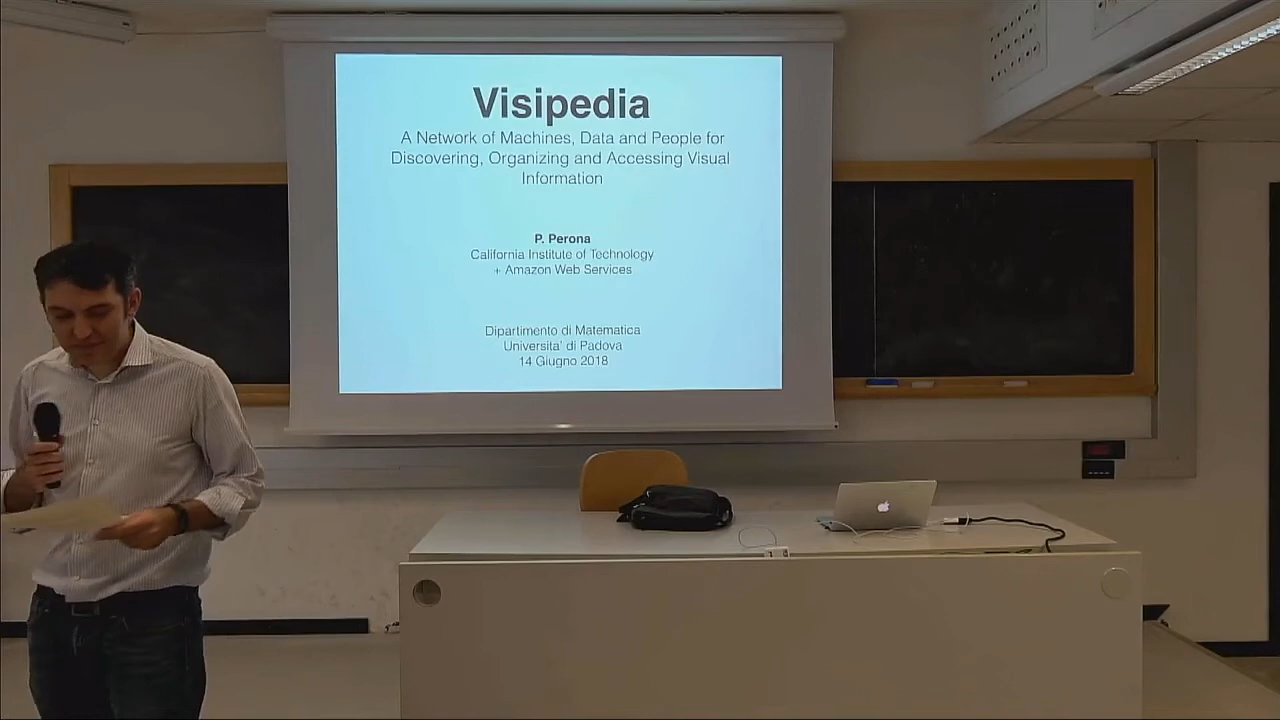 Visipedia
A Network of Machines, Data and People for
Discovering, Organizing and Accessing Visual
Information
P. Perona
California Institute of Technology
+ Amazon Web Services
Dipartimento di Matematica
Universita' di Padova
14 Giugno 2018